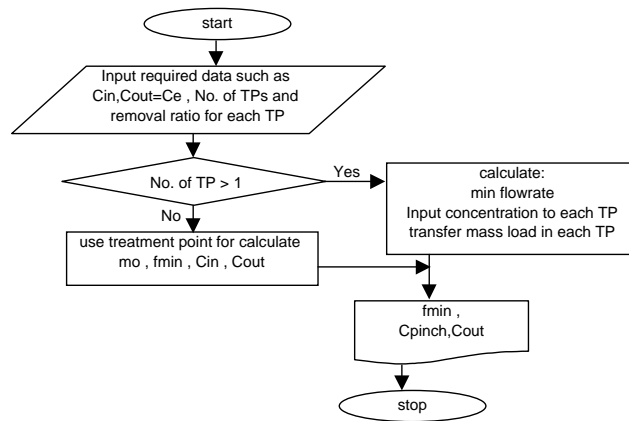 start
Input required data such as
Cin,Cout=Ce , No. of TPs and
removal ratio for each TP
No. of TP > 1
Yes
No
calculate:
min flowrate
Input concentration to each TP
transfer mass load in each TP
use treatment point for calculate
mo , fmin , Cin , Cout
fmin ,
Cpinch,Cout
stop